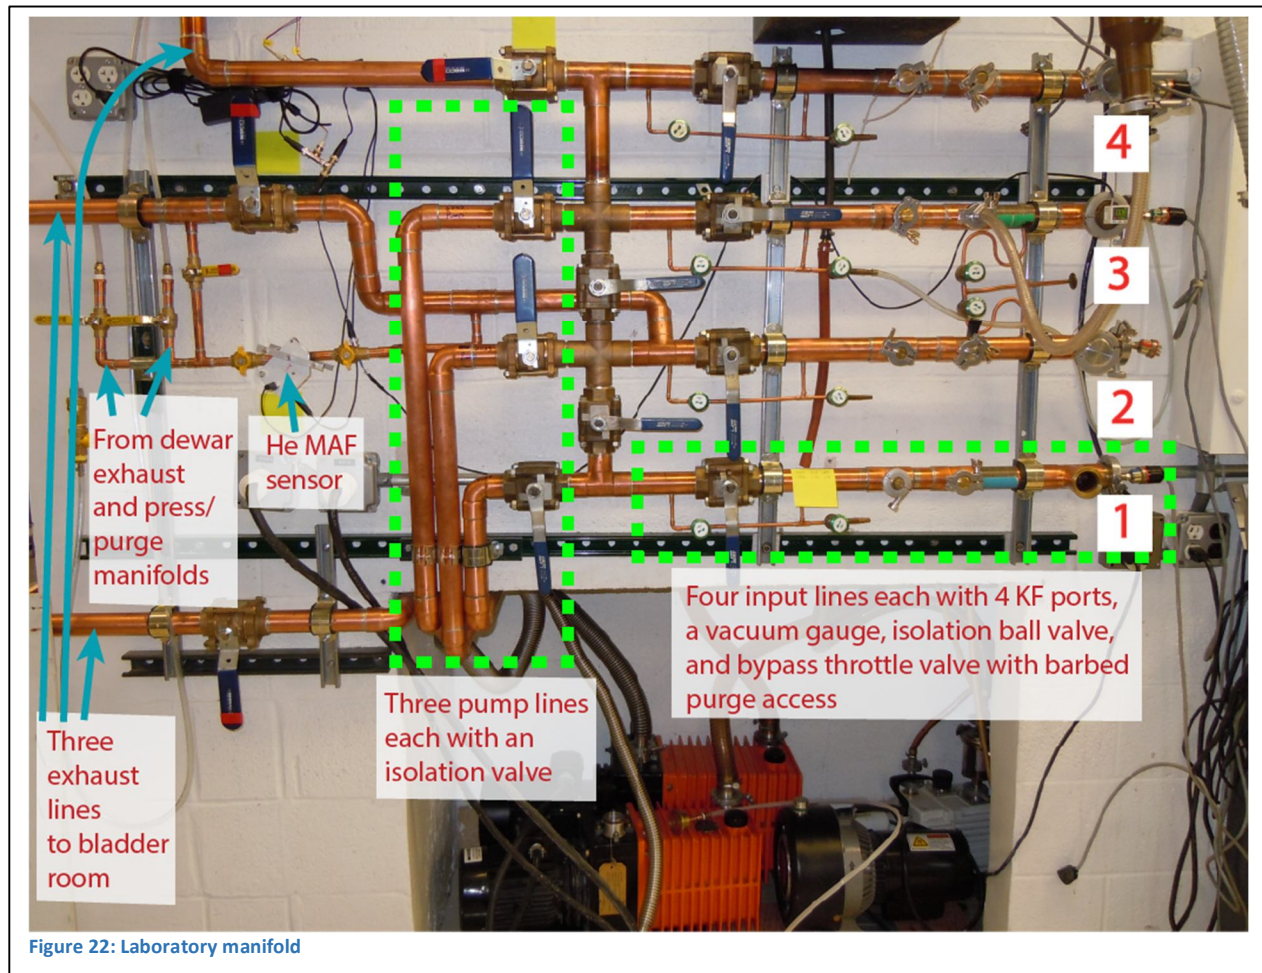 4
3
2
1
From dewar
exhaust
and press/
purge
manifolds
He MAF
sensor
Four input lines each with 4 KF ports,
a vacuum gauge, isolation ball valve,
and bypass throttle valve with barbed
purge access
Three pump lines
each with an
isolation valve
Three
exhaust
lines
to bladder
room
Figure 22: Laboratory manifold